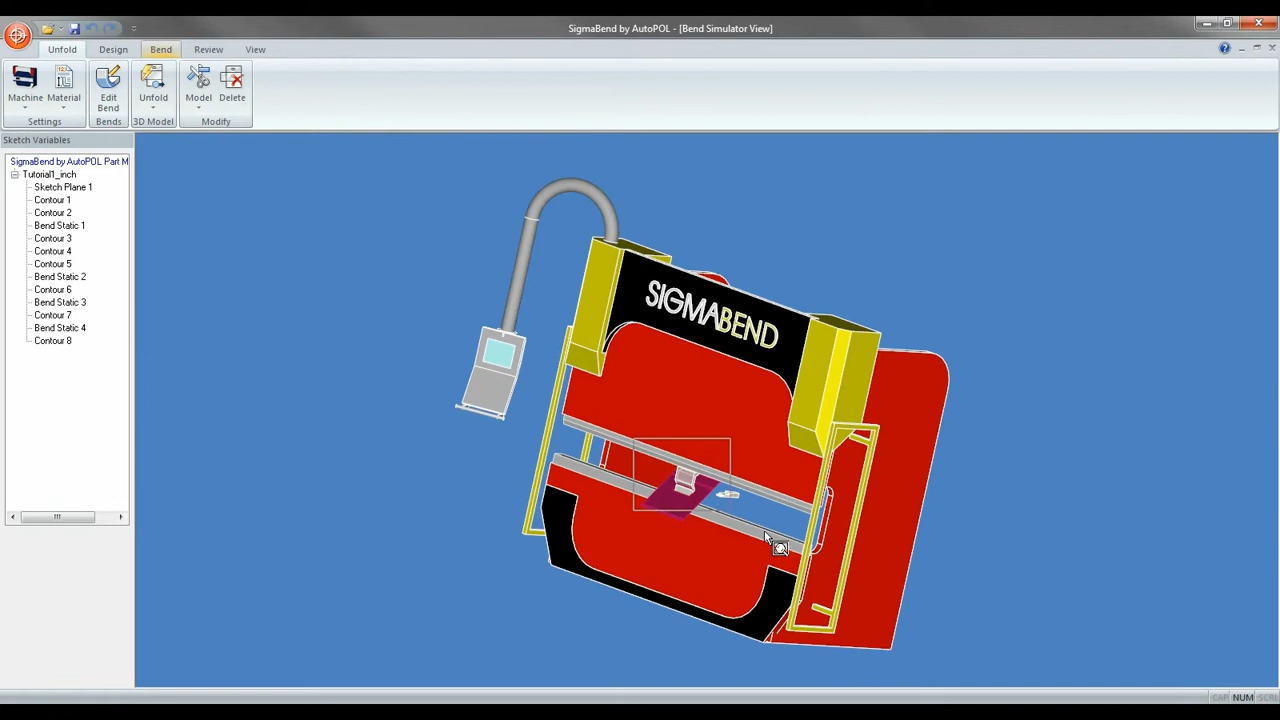 SigmaBend by AutoPOL - [Bend Simulator View]
Unfold
Design
Bend
Review
View
Machine
Material
Edit
Bend
Unfold
Model
Delete
Settings
Bends
3D Model
Modify
Sketch Variables
SigmaBend by AutoPOL Part M
Tutorial1_inch
Sketch Plane 1
Contour 1
Contour 2
Bend Static 1
Contour 3
Contour 4
Contour 5
Bend Static 2
Contour 6
Bend Static 3
Contour 7
Bend Static 4
Contour 8
SIGMABEND
CAP
NUM
SCRL